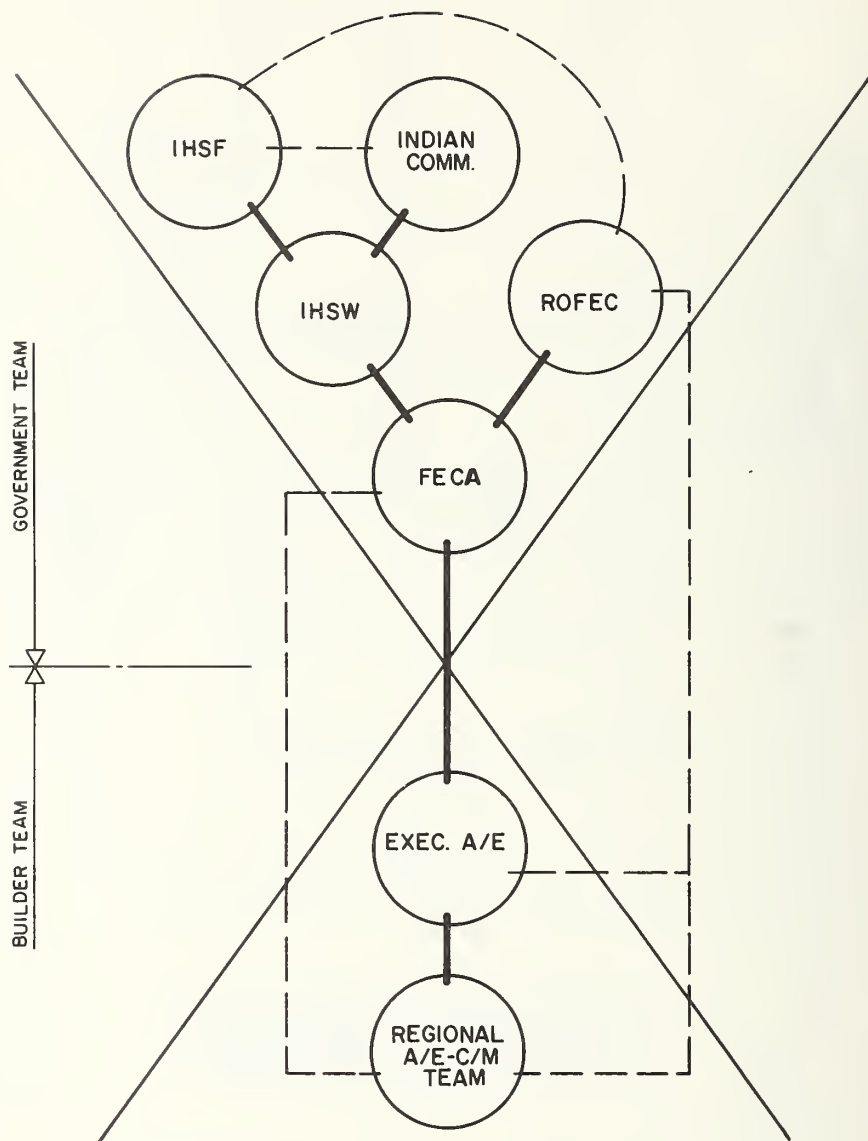 IHSF
INDIAN
COMM.
IHSW
ROFEC
FECA
GOVERNMENT TEAM
BUILDER TEAM
EXEC. A/E
REGIONAL
A/E-C/M
TEAM